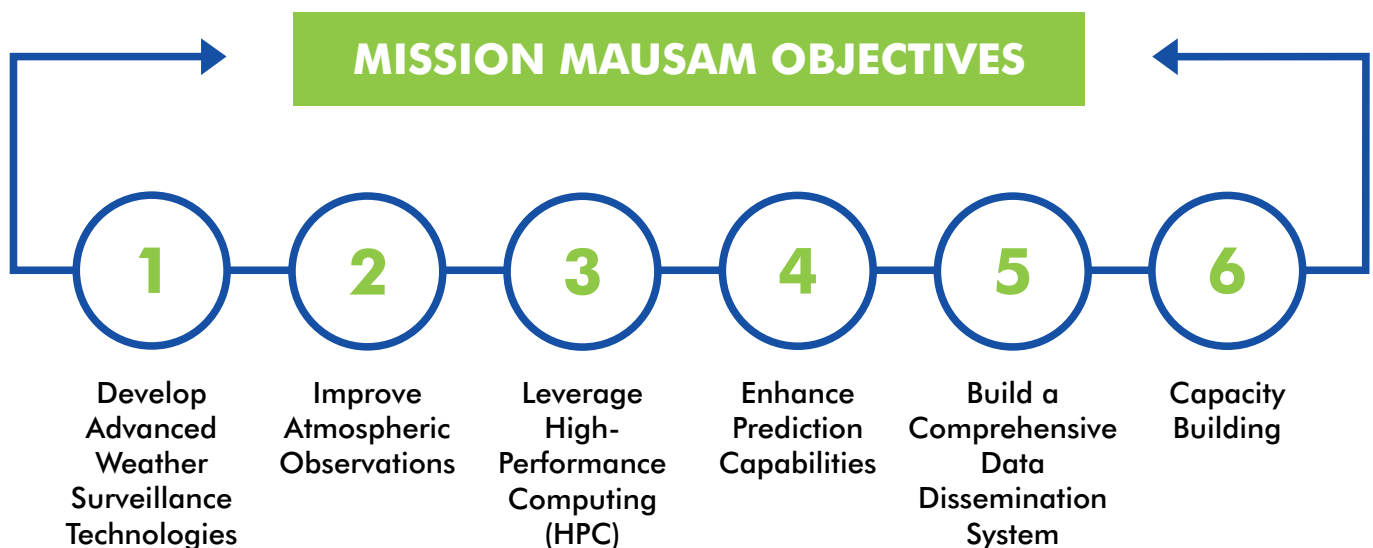 MISSION MAUSAM OBJECTIVES
1
Develop
Advanced
Weather
Surveillance
Technologies
2
Improve
Atmospheric
Observations
3
Leverage
High-
Performance
Computing
(HPC)
4
Enhance
Prediction
Capabilities
5
Build a
Comprehensive
Data
Dissemination
System
6
Capacity
Building